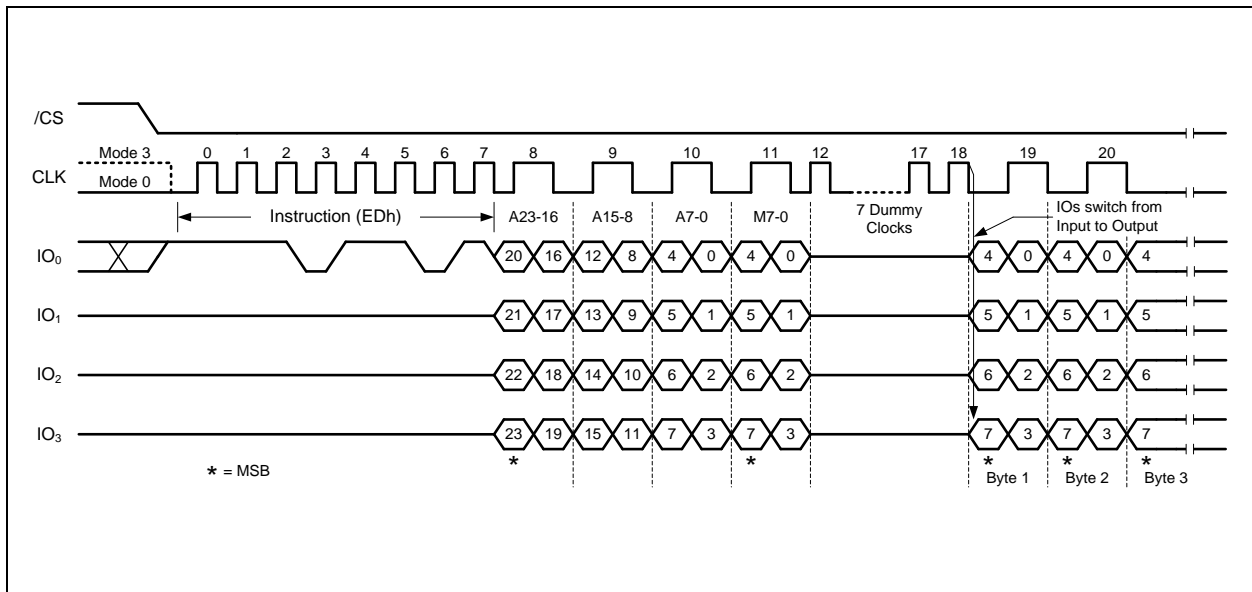 /CS
Mode 3 0 1 2 3 4 5 6 7 8 9 10 11 12 17 18 19 20
CLK
Mode 0
Instruction (EDh) A23-16 A15-8 A7-0 M7-0 7 Dummy Clocks IOs switch from Input to Output
IO0 20 16 12 8 4 0 4 0 4 0 4 0 4
IO1 21 17 13 9 5 1 5 1 5 1 5 1 5
IO2 22 18 14 10 6 2 6 2 6 2 6 2 6
IO3 23 19 15 11 7 3 7 3 7 3 7 3 7
* * * * *
* = MSB Byte 1 Byte 2 Byte 3